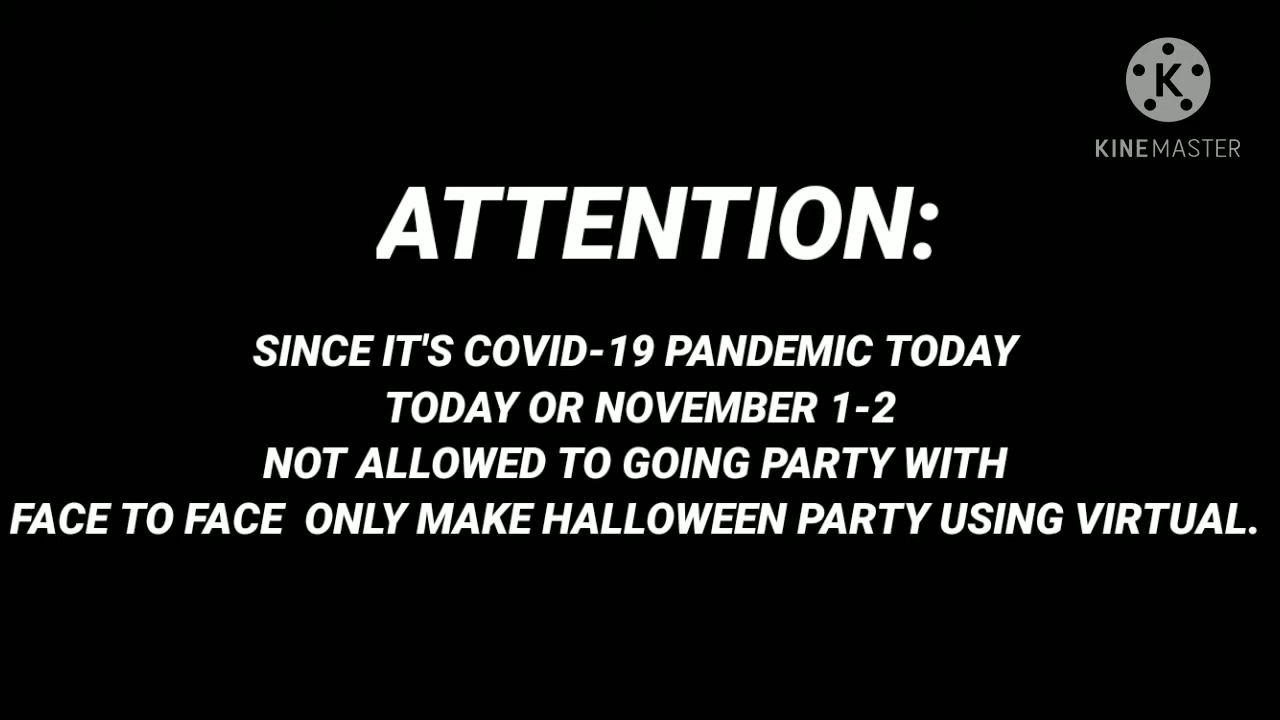 K
KINEMASTER
ATTENTION:
SINCE IT'S COVID-19 PANDEMIC TODAY
TODAY OR NOVEMBER 1-2
NOT ALLOWED TO GOING PARTY WITH
FACE TO FACE  ONLY MAKE HALLOWEEN PARTY USING VIRTUAL.